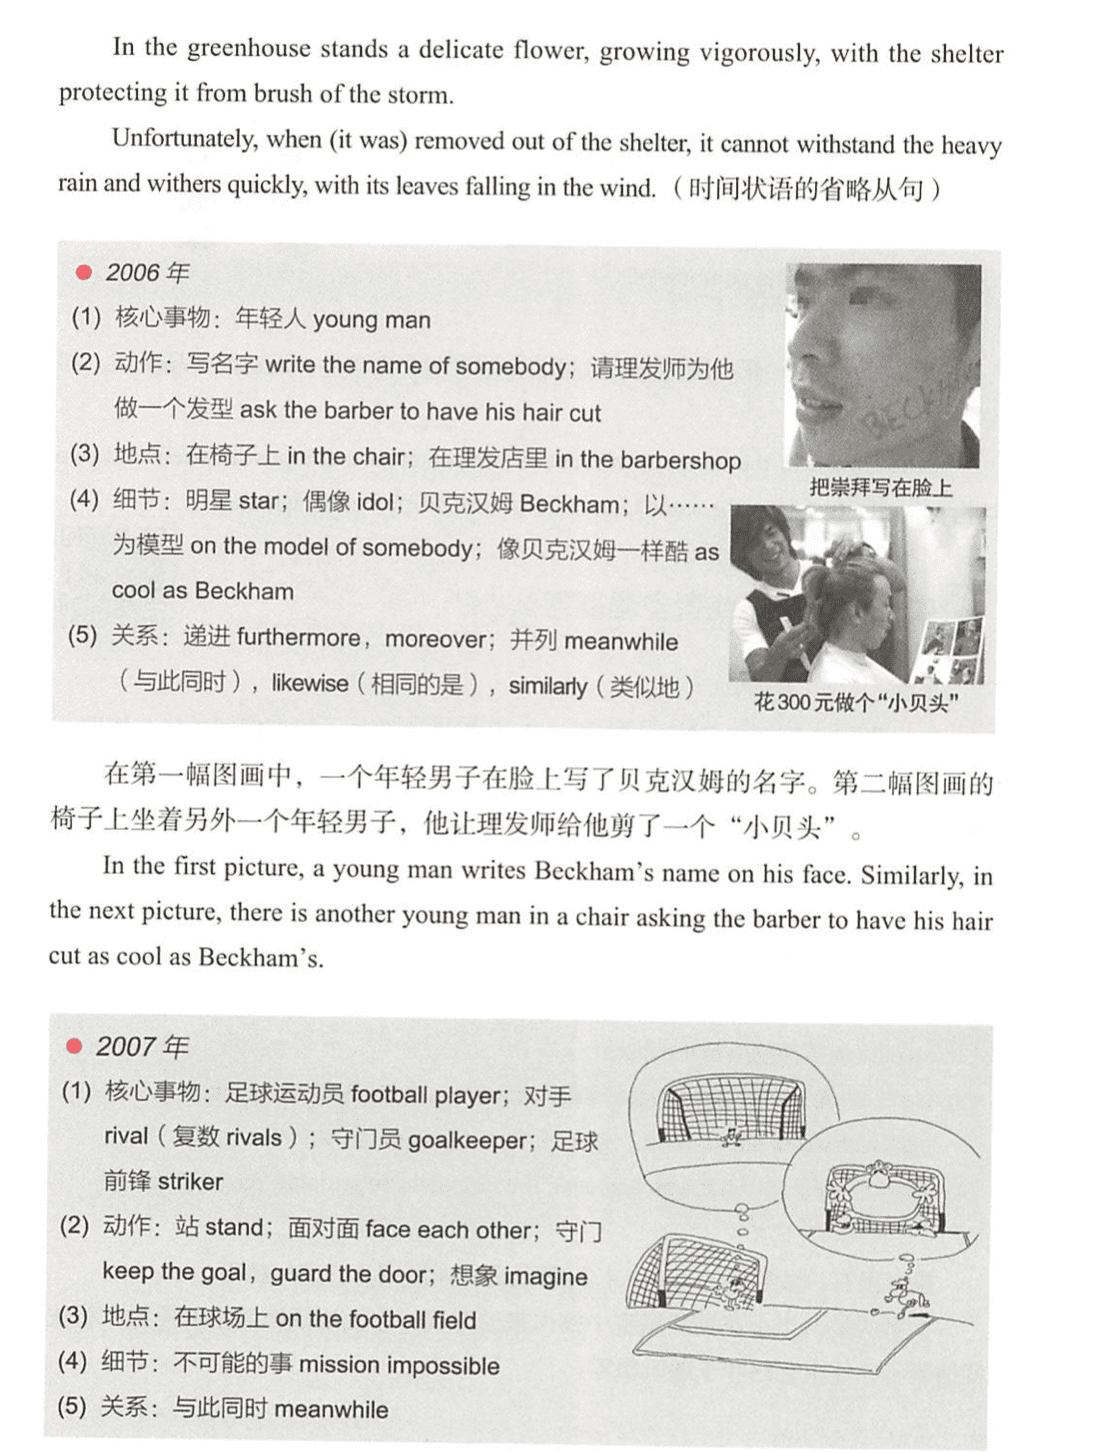 In the greenhouse stands a delicate flower, growing vigorously, with the shelter
protecting it from brush of the storm.
Unfortunately, when (it was) removed out of the shelter, it cannot withstand the heavy
rain and withers quickly, with its leaves falling in the wind.（时间状语的省略从句）
● 2006 年
(1) 核心事物：年轻人 young man
(2) 动作：写名字 write the name of somebody；请理发师为他
做一个发型 ask the barber to have his hair cut
(3) 地点：在椅子上 in the chair；在理发店里 in the barbershop
(4) 细节：明星 star；偶像 idol；贝克汉姆 Beckham；以……
为模型 on the model of somebody；像贝克汉姆一样酷 as
cool as Beckham
(5) 关系：递进 furthermore，moreover；并列 meanwhile
（与此同时），likewise（相同的是），similarly（类似地）
BECKH
把崇拜写在脸上
花300元做个“小贝头”
在第一幅图画中，一个年轻男子在脸上写了贝克汉姆的名字。第二幅图画的
椅子上坐着另外一个年轻男子，他让理发师给他剪了一个“小贝头”。
In the first picture, a young man writes Beckham’s name on his face. Similarly, in
the next picture, there is another young man in a chair asking the barber to have his hair
cut as cool as Beckham’s.
● 2007 年
(1) 核心事物：足球运动员 football player；对手
rival（复数 rivals）；守门员 goalkeeper；足球
前锋 striker
(2) 动作：站 stand；面对面 face each other；守门
keep the goal，guard the door；想象 imagine
(3) 地点：在球场上 on the football field
(4) 细节：不可能的事 mission impossible
(5) 关系：与此同时 meanwhile